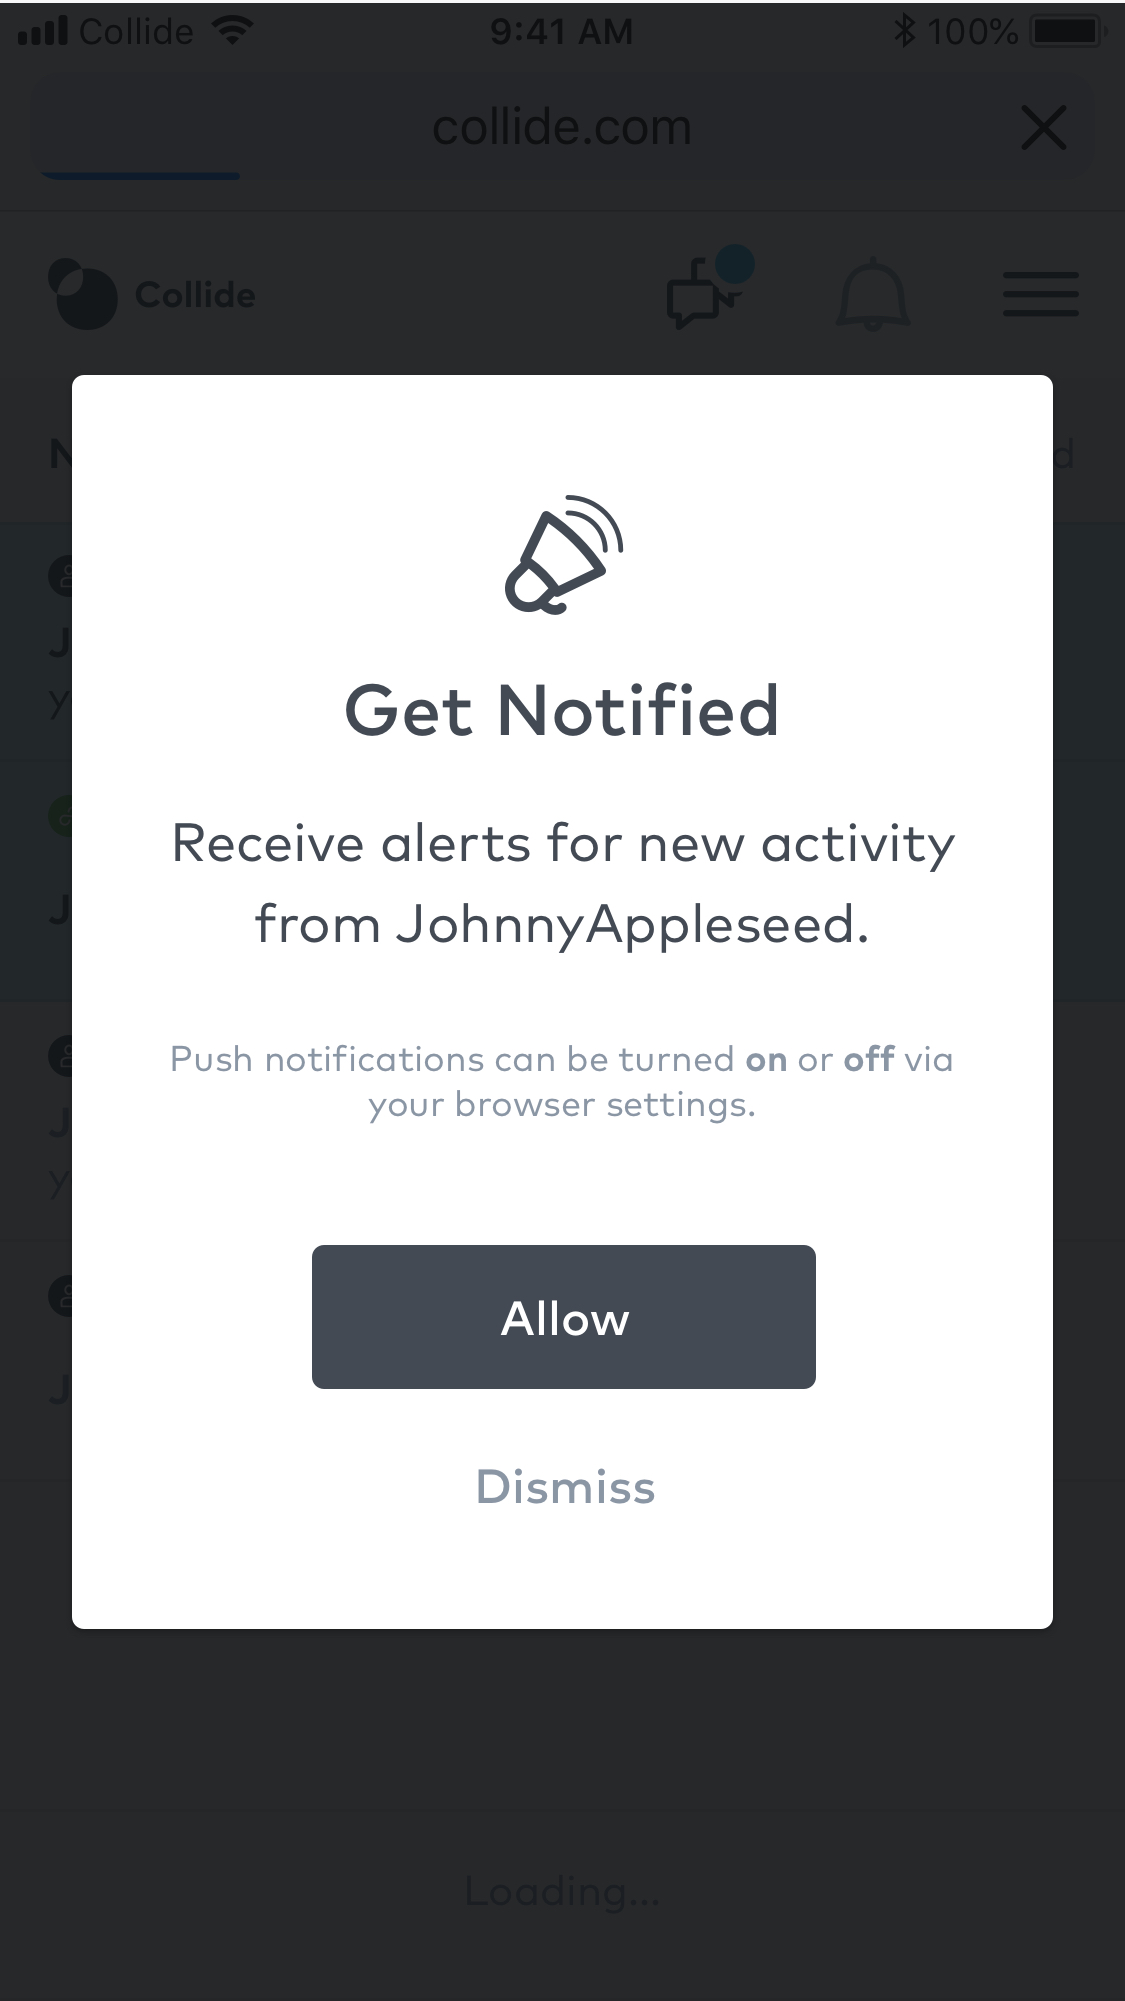 Collide 9:41 AM 100%
collide.com
Collide
Get Notified
Receive alerts for new activity
from JohnnyAppleseed.
Push notifications can be turned on or off via
your browser settings.
Allow
Dismiss
Loading...